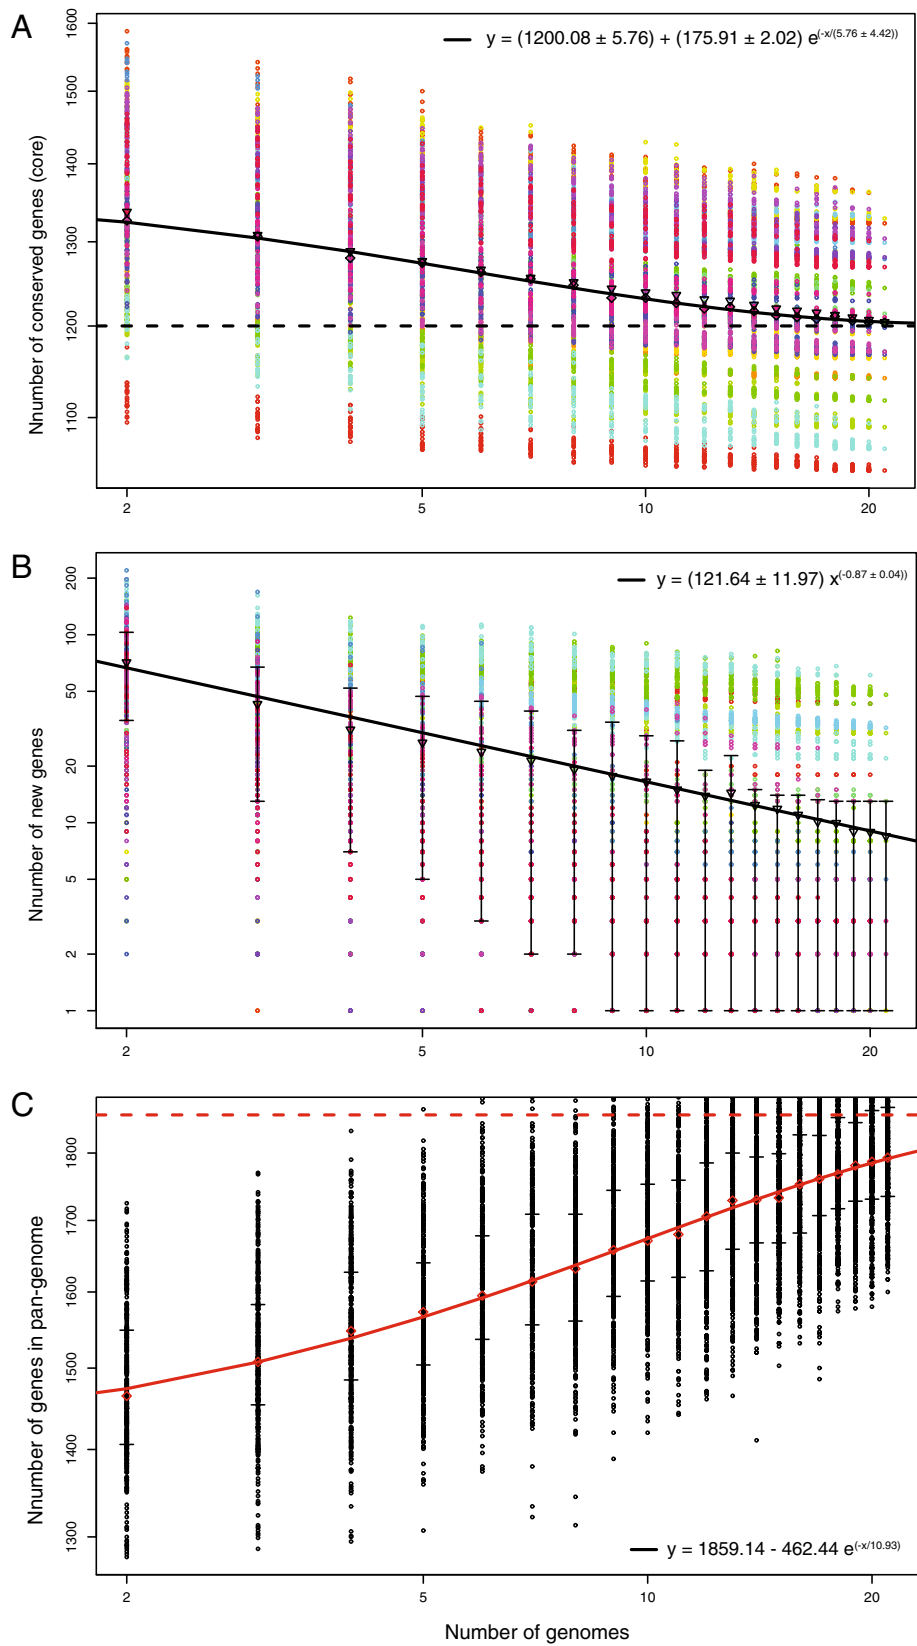 A
y = (1200.08 ± 5.76) + (175.91 ± 2.02) e(-x/(5.76 ± 4.42))
Nnumber of conserved genes (core)
1600
1500
1400
1300
1200
1100
2 5 10 20
B
y = (121.64 ± 11.97) x(-0.87 ± 0.04))
Nnumber of new genes
200
100
50
20
10
5
2
1
2 5 10 20
C
Nnumber of genes in pan-genome
1800
1700
1600
1500
1400
1300
y = 1859.14 - 462.44 e(-x/10.93)
2 5 10 20
Number of genomes